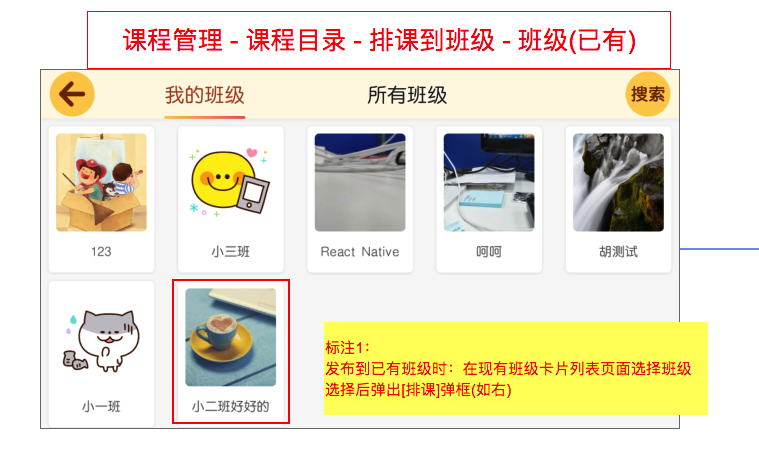 课程管理 - 课程目录 - 排课到班级 - 班级(已有)
我的班级
所有班级
搜索
123
小三班
React Native
呵呵
胡测试
小一班
小二班好好的
标注1：
发布到已有班级时：在现有班级卡片列表页面选择班级
选择后弹出[排课]弹框(如右)